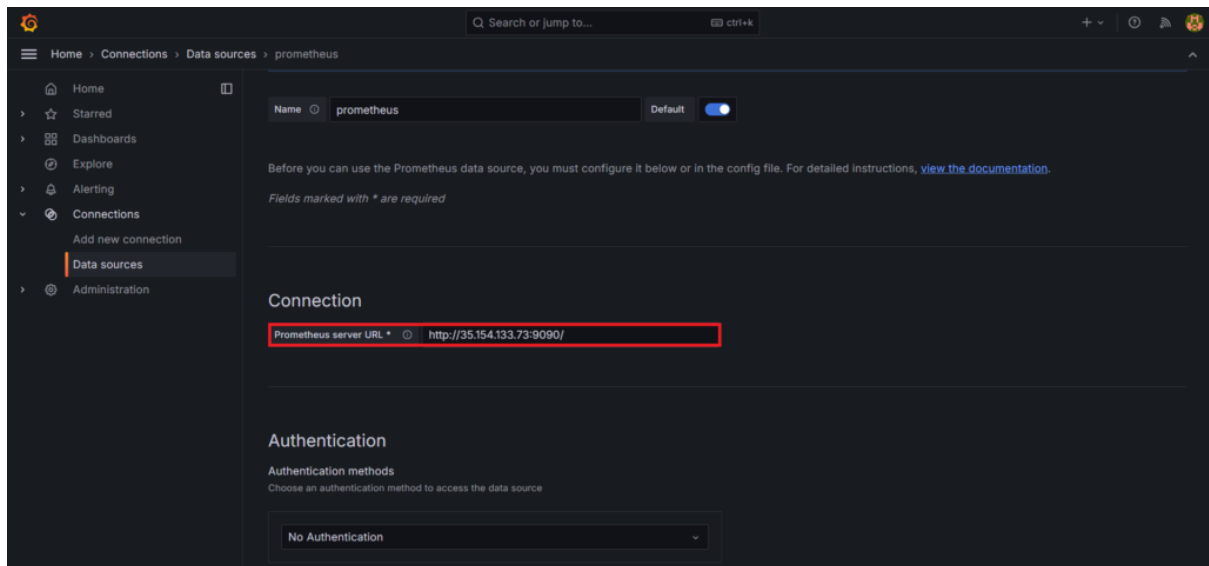 Search or jump to... ctrl+k
Home › Connections › Data sources › prometheus
Home
Starred
Dashboards
Explore
Alerting
Connections
Add new connection
Data sources
Administration
Name prometheus Default
Before you can use the Prometheus data source, you must configure it below or in the config file. For detailed instructions, view the documentation.
Fields marked with * are required
Connection
Prometheus server URL * http://35.154.133.73:9090/
Authentication
Authentication methods
Choose an authentication method to access the data source
No Authentication